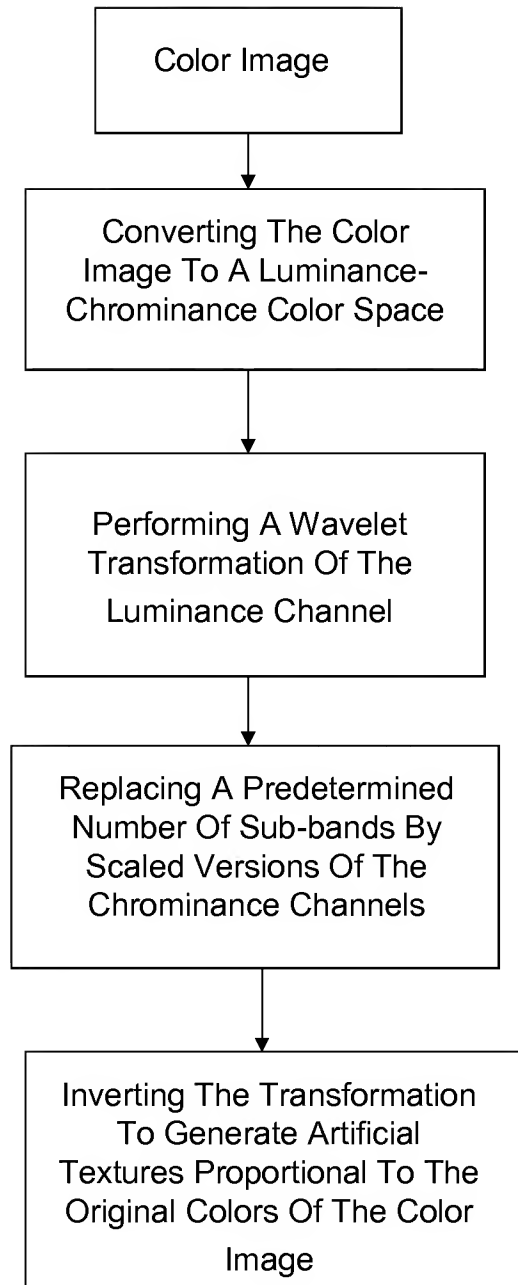 Color Image
Converting The Color
Image To A Luminance-
Chrominance Color Space
Performing A Wavelet
Transformation Of The
Luminance Channel
Replacing A Predetermined
Number Of Sub-bands By
Scaled Versions Of The
Chrominance Channels
Inverting The Transformation
To Generate Artificial
Textures Proportional To The
Original Colors Of The Color
Image